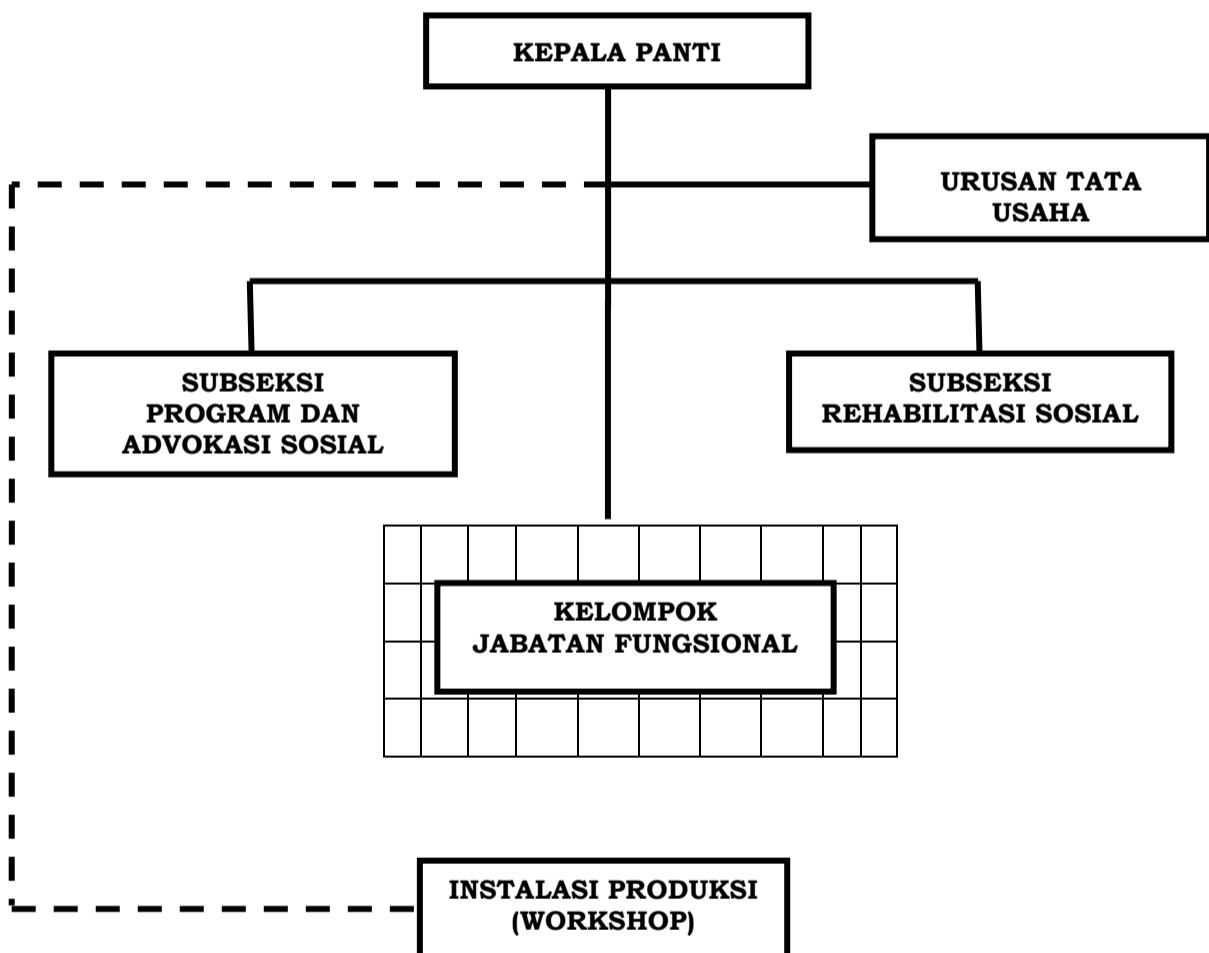 KEPALA PANTI
URUSAN TATA
USAHA
SUBSEKSI
PROGRAM DAN
ADVOKASI SOSIAL
SUBSEKSI
REHABILITASI SOSIAL
KELOMPOK
JABATAN FUNGSIONAL
INSTALASI PRODUKSI
(WORKSHOP)